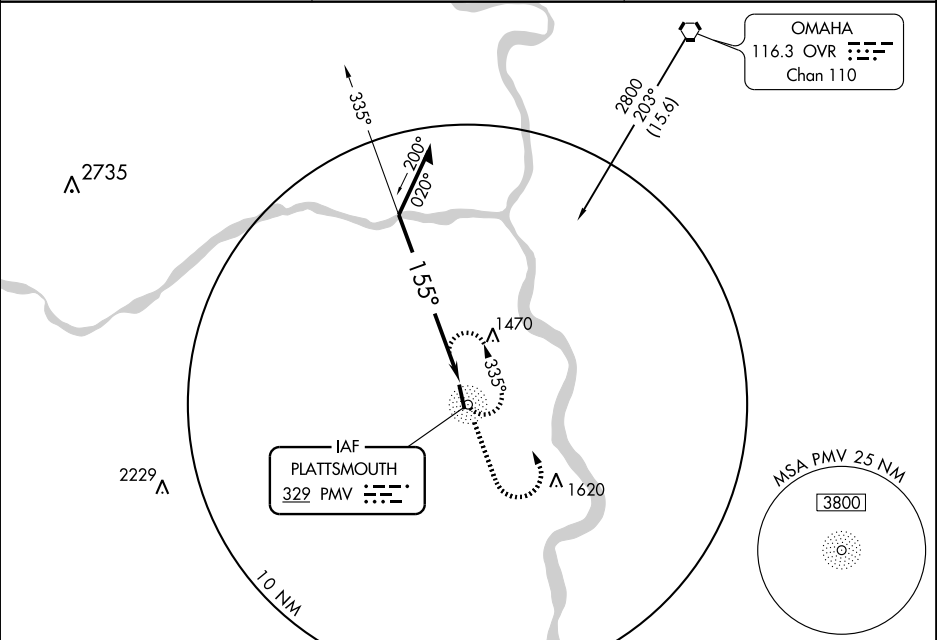 OMAHA
116.3 OVR
Chan 110
2800
203°
(15.6)
335°
200°
020°
2735
155°
1470
335°
IAF
PLATTSMOUTH
329 PMV
2229
1620
MSA PMV 25 NM
3800
10 NM